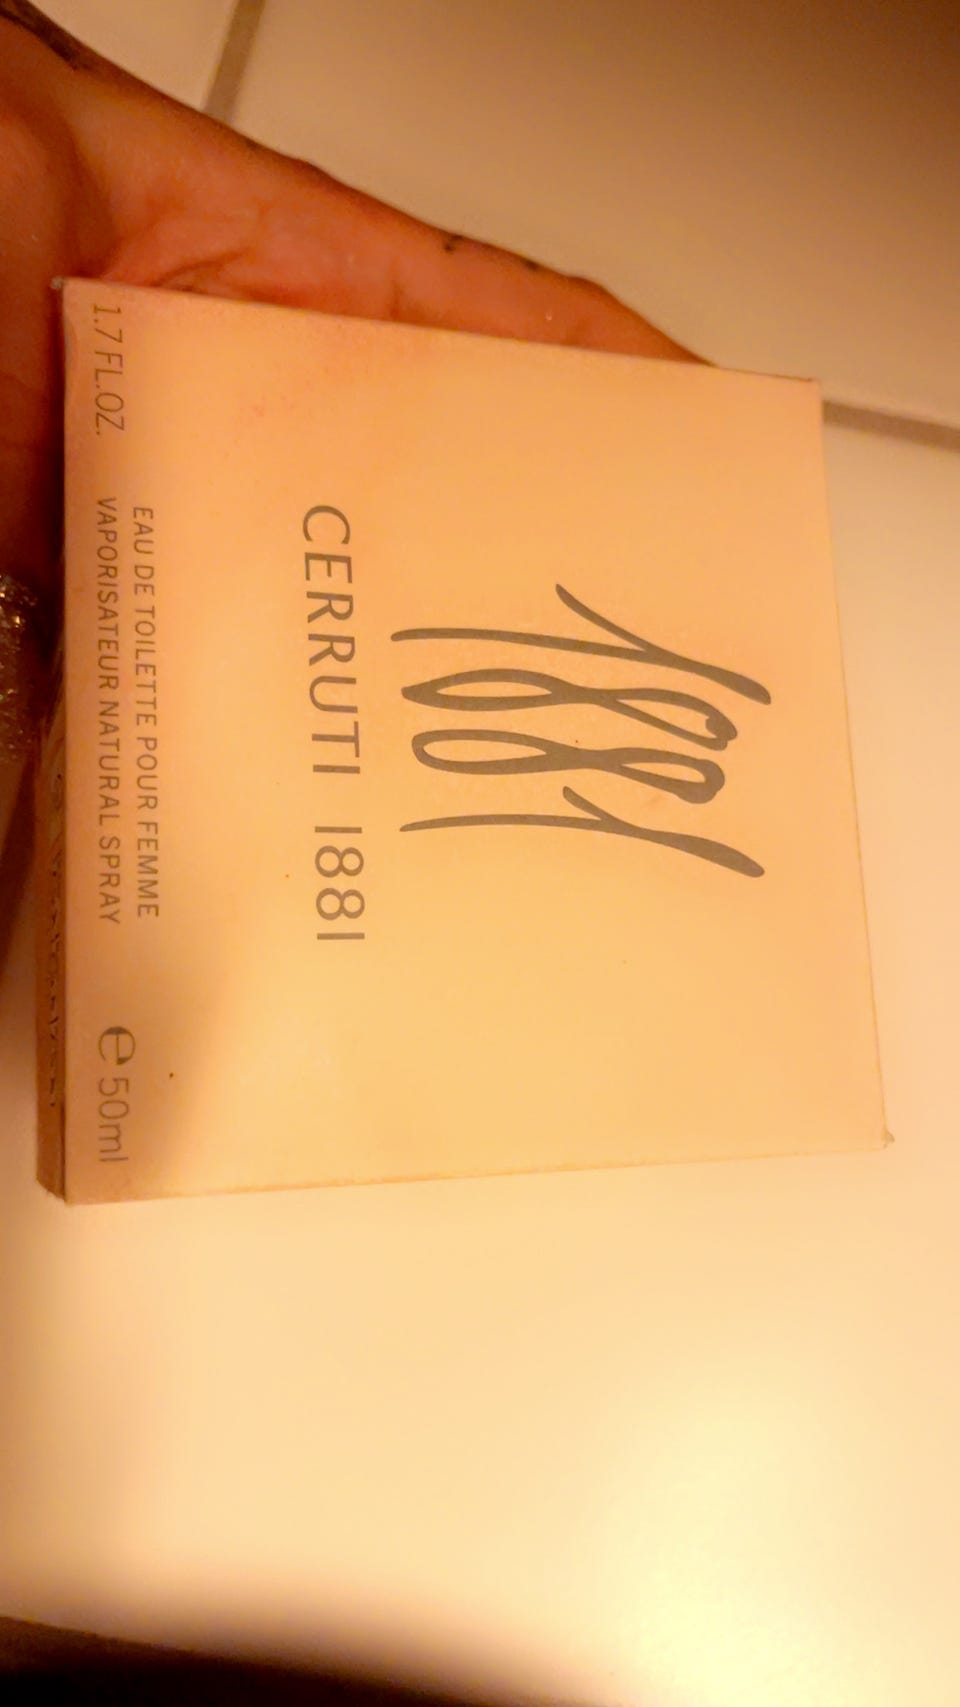 1881
CERRUTI 1881
EAU DE TOILETTE POUR FEMME
VAPORISATEUR NATURAL SPRAY
1.7 FL.OZ.
e 50ml